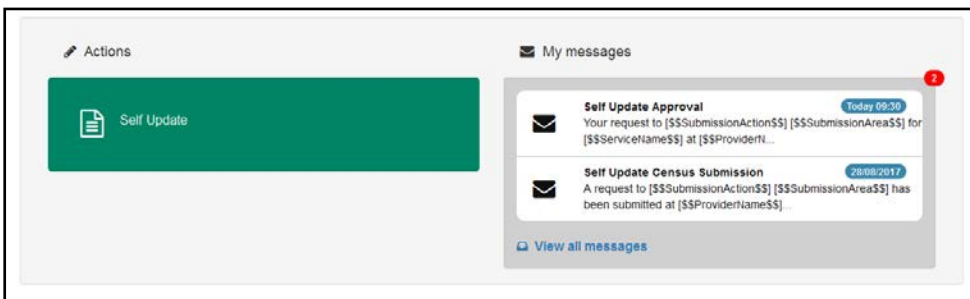 Actions
Self Update
My messages
2
Self Update Approval
Today 09:30
Your request to [$$SubmissionAction$$] [$$SubmissionArea$$] for
[$$ServiceName$$] at [$$ProviderN...
Self Update Census Submission
28/08/2017
A request to [$$SubmissionAction$$] [$$SubmissionArea$$] has
been submitted at [$$ProviderName$$]...
View all messages